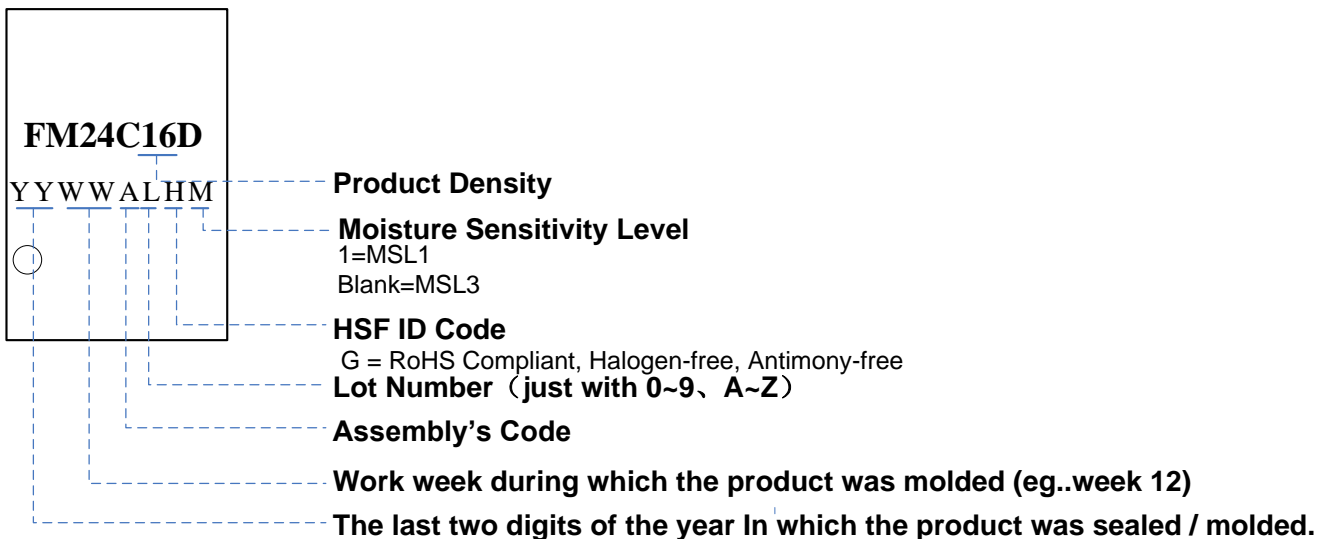 FM24C16D
YYWWALHM
Product Density
Moisture Sensitivity Level
1=MSL1
Blank=MSL3
HSF ID Code
G = RoHS Compliant, Halogen-free, Antimony-free
Lot Number（just with 0~9、A~Z）
Assembly's Code
Work week during which the product was molded (eg..week 12)
The last two digits of the year In which the product was sealed / molded.